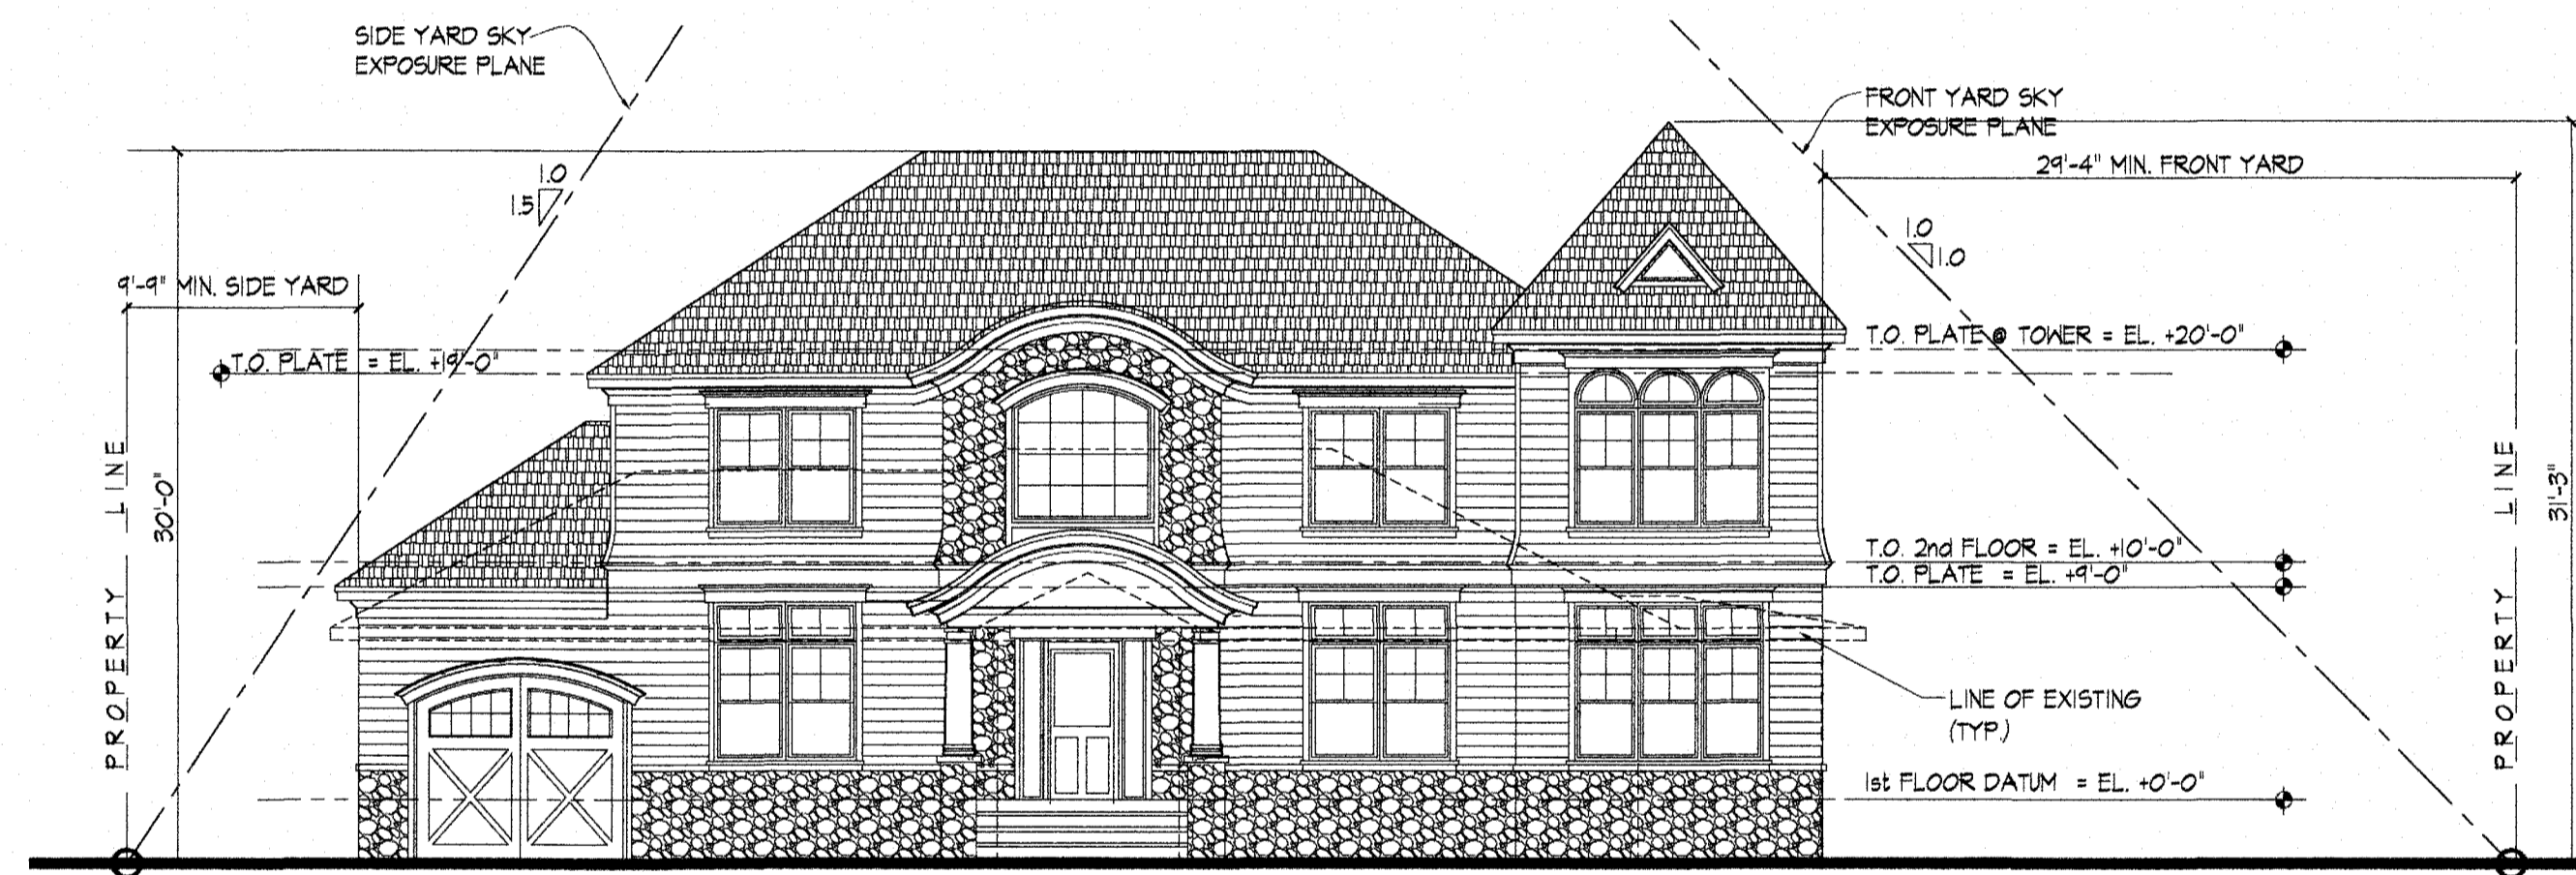 SIDE YARD SKY
EXPOSURE PLANE
FRONT YARD SKY
EXPOSURE PLANE
29'-4" MIN. FRONT YARD
1.0
1.5
1.0
1.0
9'-9" MIN. SIDE YARD
T.O. PLATE @ TOWER = EL. +20'-0"
T.O. PLATE = EL. +19'-0"
PROPERTY LINE
30'-0"
PROPERTY LINE
31'-3"
T.O. 2nd FLOOR = EL. +10'-0"
T.O. PLATE = EL. +9'-0"
LINE OF EXISTING
(TYP.)
1st FLOOR DATUM = EL. +0'-0"